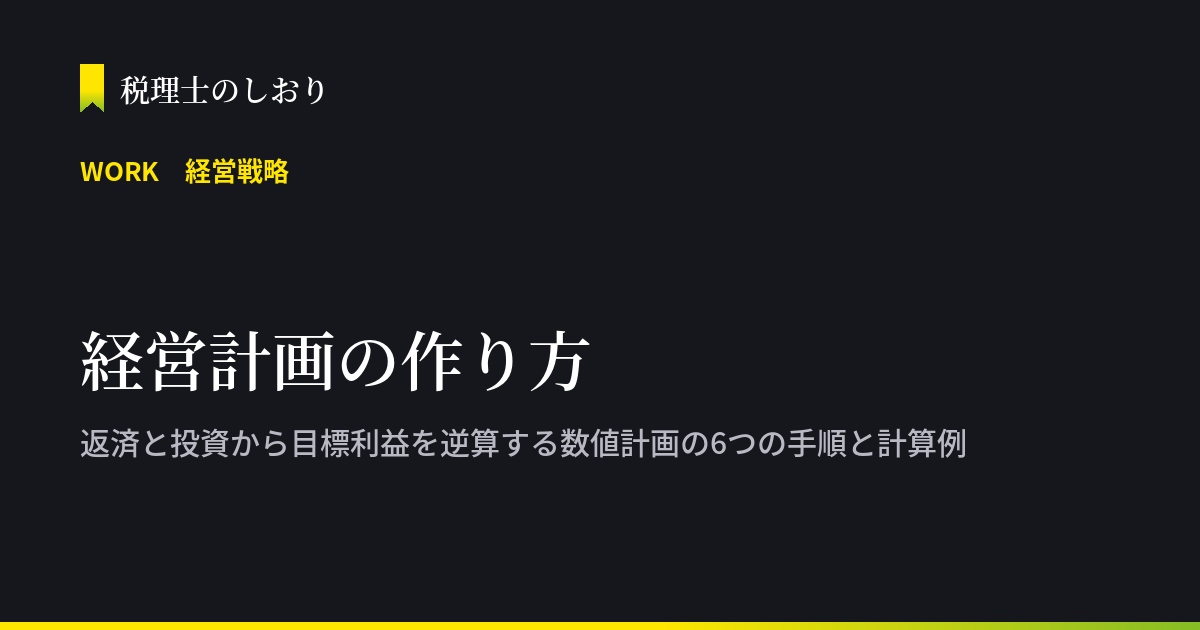 税理士のしおり
WORK 経営戦略
経営計画の作り方
返済と投資から目標利益を逆算する数値計画の6つの手順と計算例